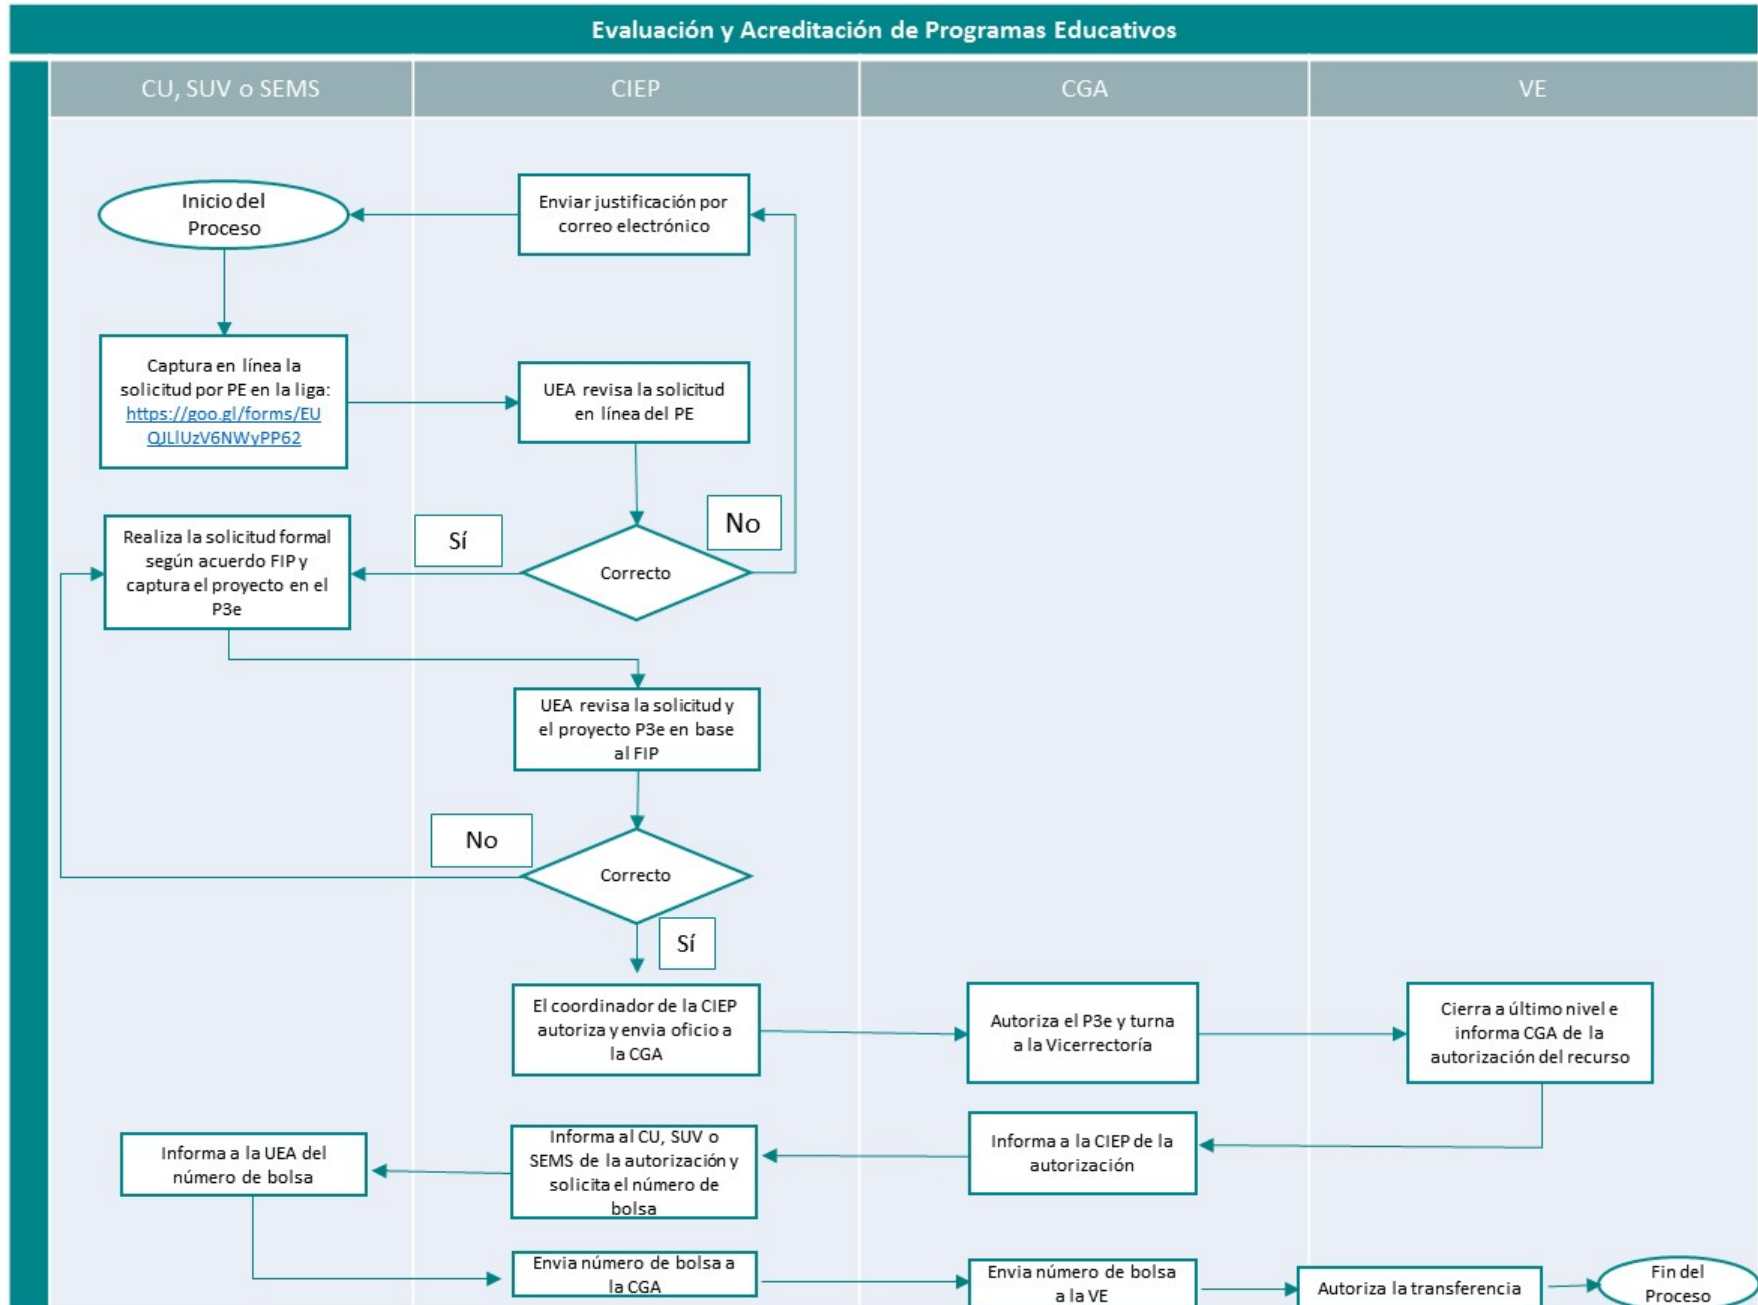 Evaluación y Acreditación de Programas Educativos
CU, SUV o SEMS
CIEP
CGA
VE
Inicio del
Proceso
Enviar justificación por
correo electrónico
Captura en línea la
solicitud por PE en la liga:
https://goo.gl/forms/EU
QJLlUzV6NWyPP62
UEA revisa la solicitud
en línea del PE
Realiza la solicitud formal
según acuerdo FIP y
captura el proyecto en el
P3e
Sí
No
Correcto
UEA revisa la solicitud y
el proyecto P3e en base
al FIP
No
Correcto
Sí
El coordinador de la CIEP
autoriza y envia oficio a
la CGA
Autoriza el P3e y turna
a la Vicerrectoría
Cierra a último nivel e
informa CGA de la
autorización del recurso
Informa a la UEA del
número de bolsa
Informa al CU, SUV o
SEMS de la autorización y
solicita el número de
bolsa
Informa a la CIEP de la
autorización
Envia número de bolsa a
la CGA
Envia número de bolsa
a la VE
Autoriza la transferencia
Fin del
Proceso